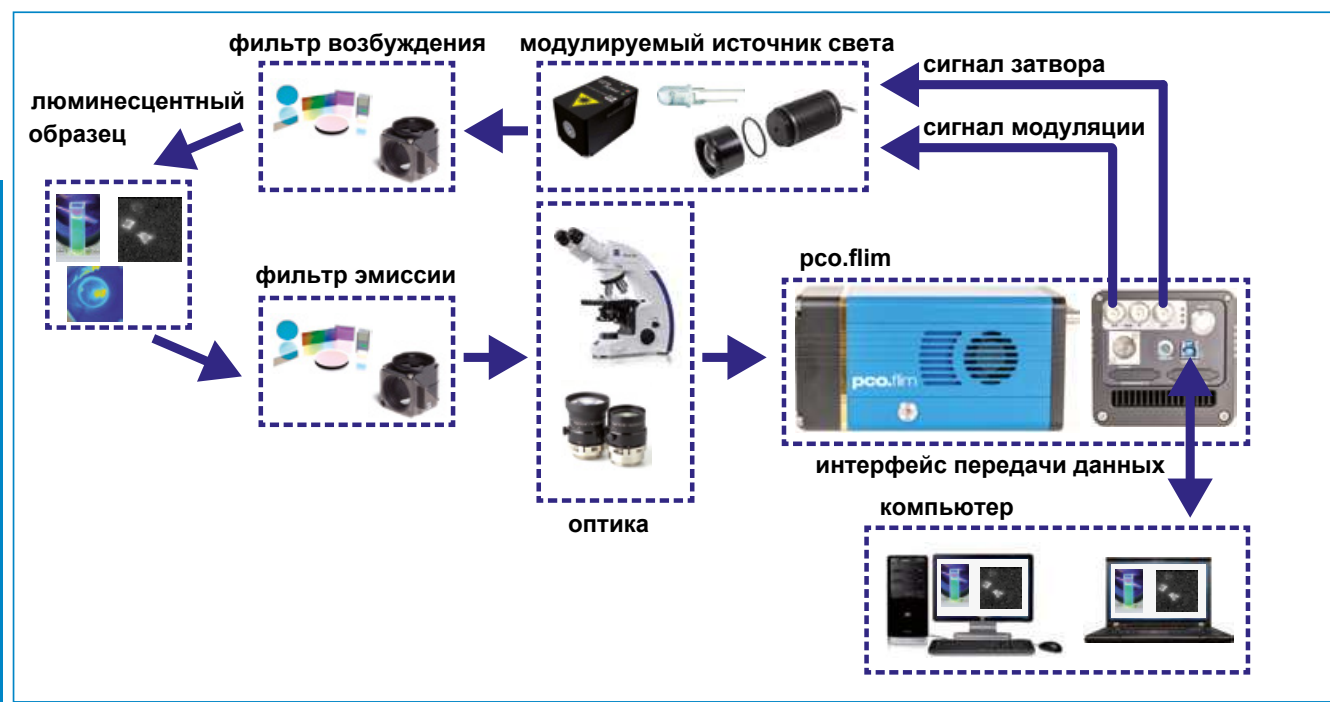 фильтр возбуждения
модулируемый источник света
сигнал затвора
люминесцентный
образец
сигнал модуляции
фильтр эмиссии
pco.flim
pco.flim
интерфейс передачи данных
компьютер
оптика